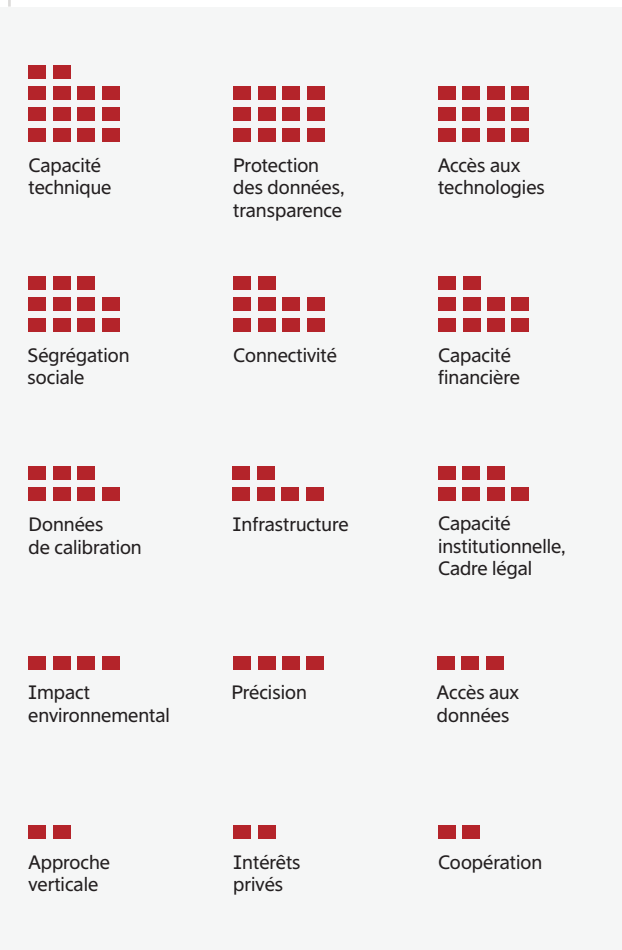 Capacité
technique
Protection
des données,
transparence
Accès aux
technologies
Ségrégation
sociale
Connectivité
Capacité
financière
Données
de calibration
Infrastructure
Capacité
institutionnelle,
Cadre légal
Impact
environnemental
Précision
Accès aux
données
Approche
verticale
Intérêts
privés
Coopération